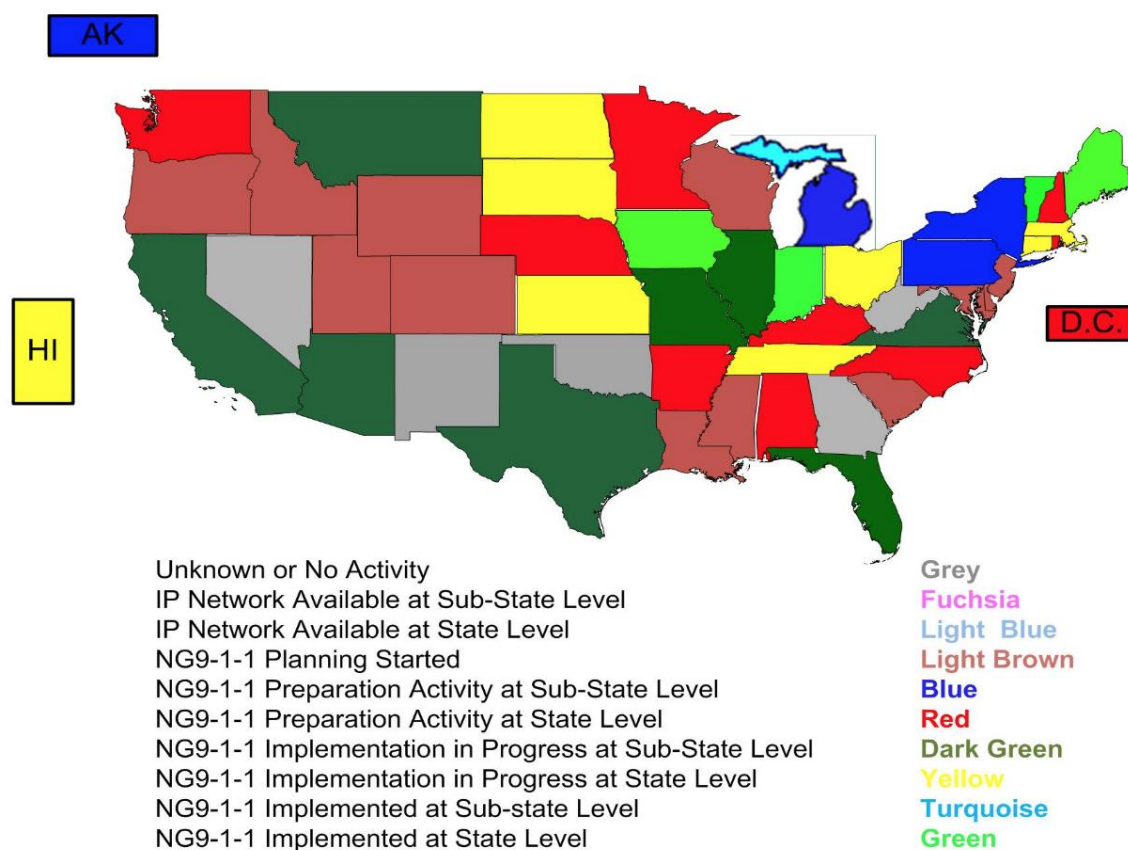 AK
HI
D.C.
Unknown or No Activity Grey
IP Network Available at Sub-State Level Fuchsia
IP Network Available at State Level Light Blue
NG9-1-1 Planning Started Light Brown
NG9-1-1 Preparation Activity at Sub-State Level Blue
NG9-1-1 Preparation Activity at State Level Red
NG9-1-1 Implementation in Progress at Sub-State Level Dark Green
NG9-1-1 Implementation in Progress at State Level Yellow
NG9-1-1 Implemented at Sub-state Level Turquoise
NG9-1-1 Implemented at State Level Green